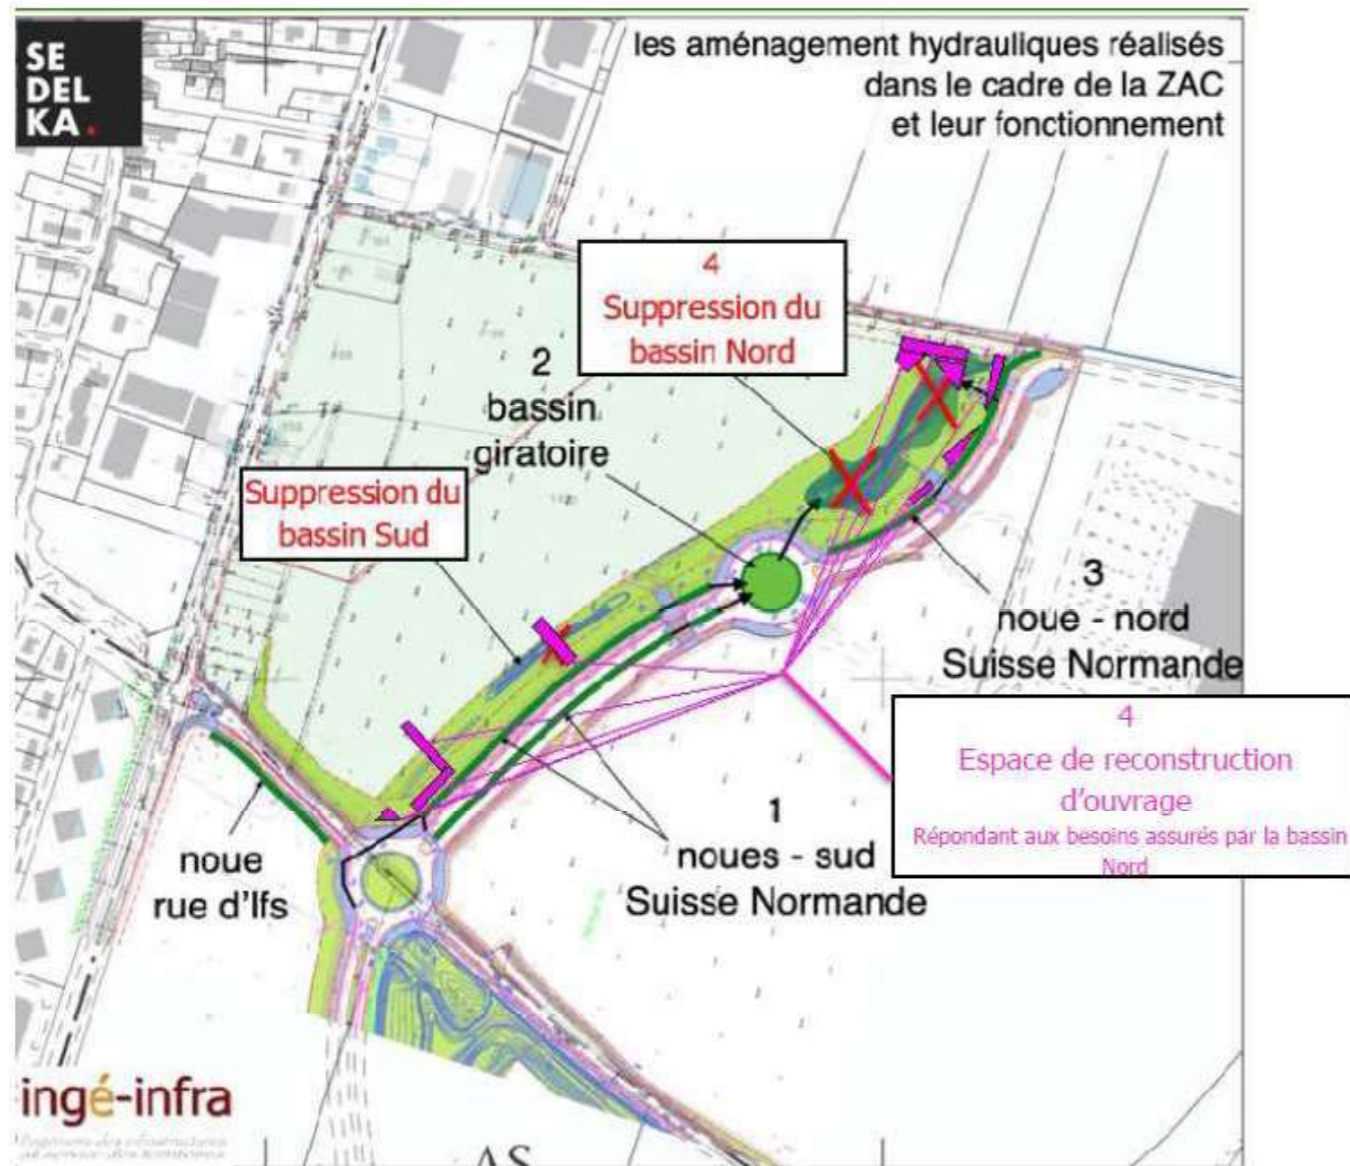 SE
DEL
KA.
les aménagement hydrauliques réalisés
dans le cadre de la ZAC
et leur fonctionnement
4
Suppression du
bassin Nord
2
bassin
giratoire
Suppression du
bassin Sud
3
noue - nord
Suisse Normande
4
Espace de reconstruction
d'ouvrage
Répondant aux besoins assurés par la bassin
Nord
1
noues - sud
Suisse Normande
noue
rue d'Ifs
ingé-infra
AS